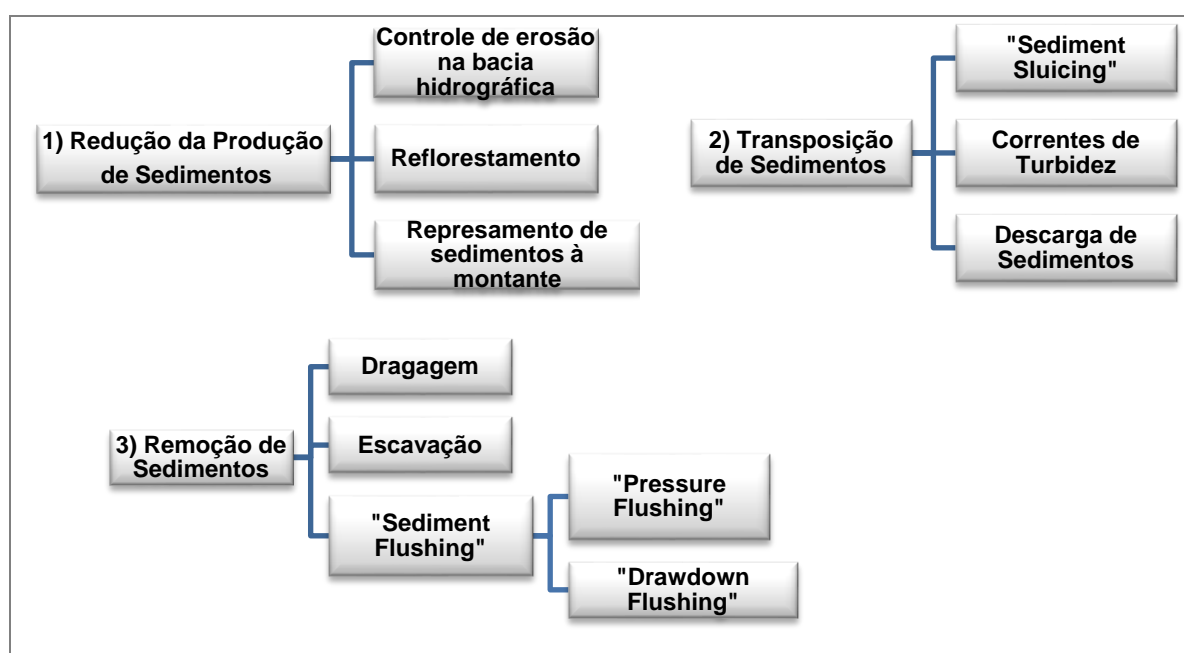 1) Redução da Produção
de Sedimentos
Controle de erosão
na bacia
hidrográfica
Reflorestamento
Represamento de
sedimentos à
montante
2) Transposição
de Sedimentos
"Sediment
Sluicing"
Correntes de
Turbidez
Descarga de
Sedimentos
3) Remoção de
Sedimentos
Dragagem
Escavação
"Sediment
Flushing"
"Pressure
Flushing"
"Drawdown
Flushing"